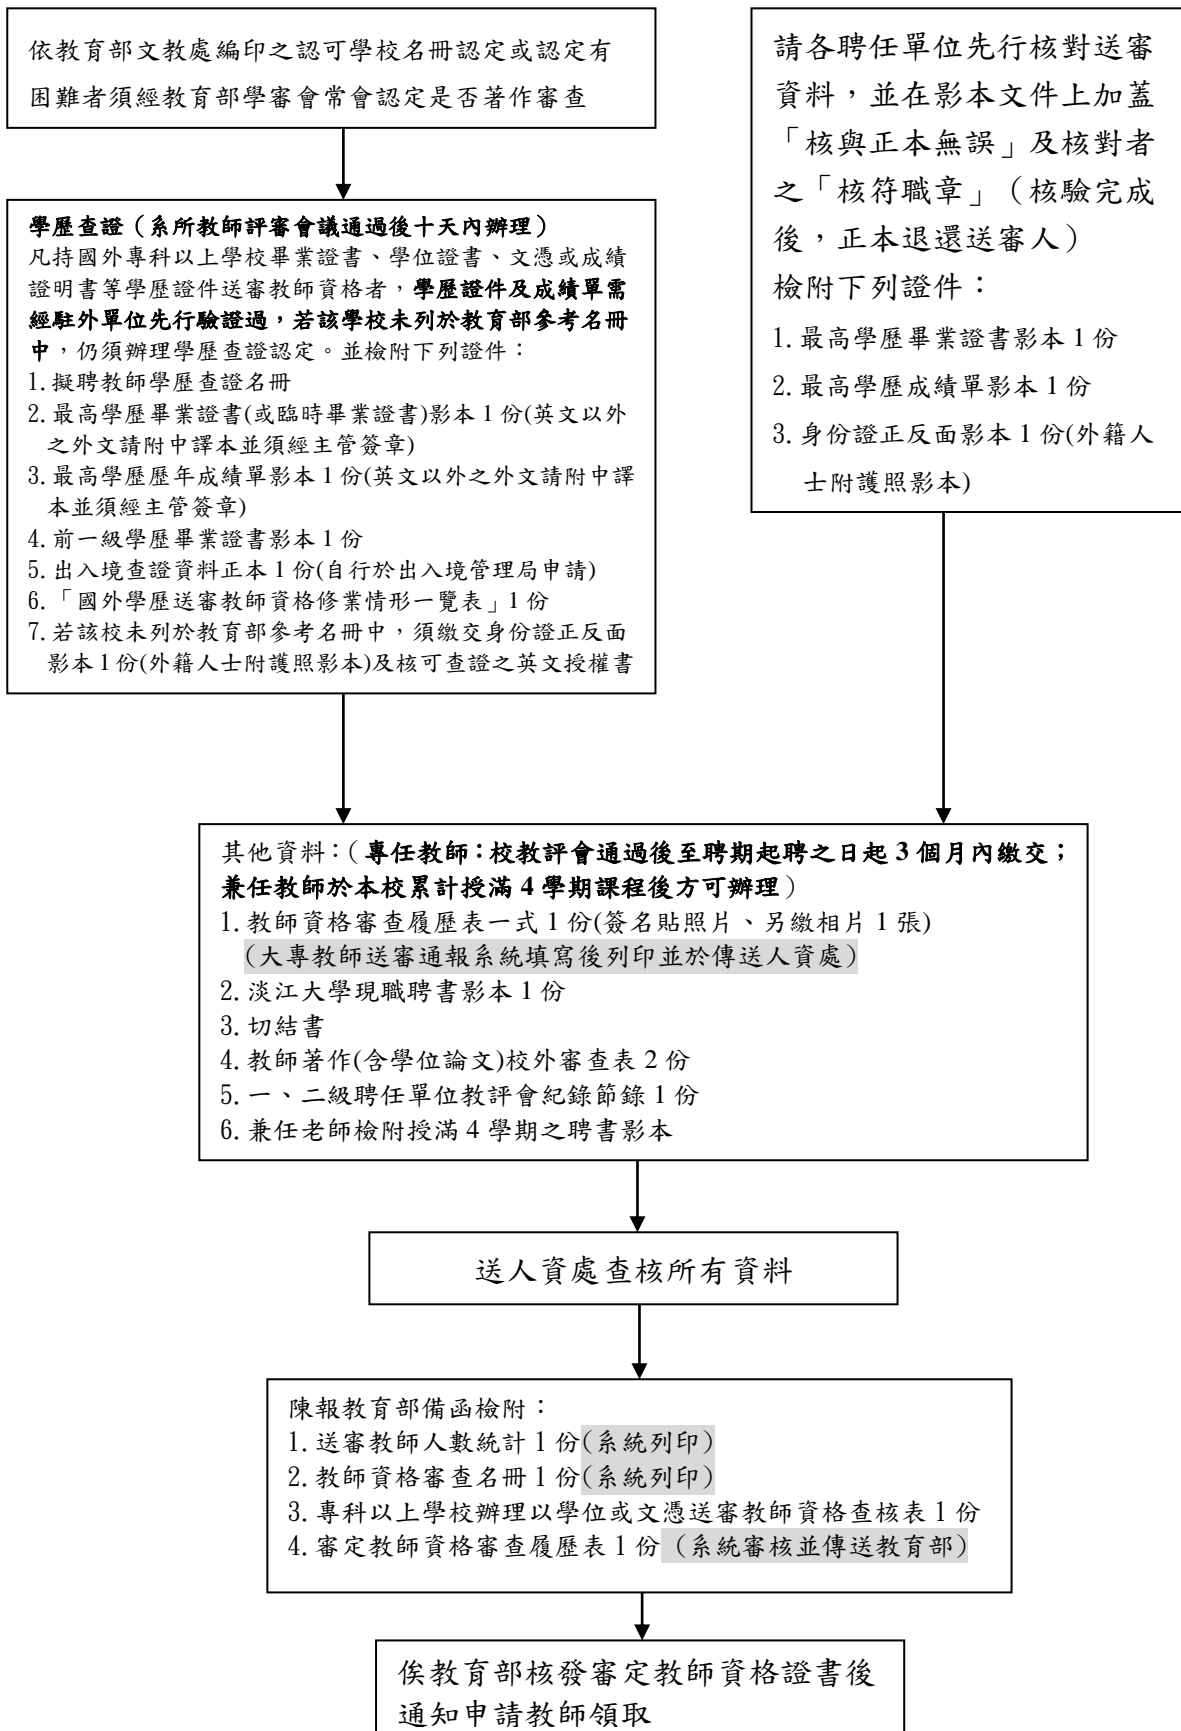 依教育部文教處編印之認可學校名冊認定或認定有
困難者須經教育部學審會常會認定是否著作審查
學歷查證（系所教師評審會議通過後十天內辦理）
凡持國外專科以上學校畢業證書、學位證書、文憑或成績
證明書等學歷證件送審教師資格者，學歷證件及成績單需
經駐外單位先行驗證過，若該學校未列於教育部參考名冊
中，仍須辦理學歷查證認定。並檢附下列證件：
1.擬聘教師學歷查證名冊
2.最高學歷畢業證書(或臨時畢業證書)影本 1 份(英文以外
之外文請附中譯本並須經主管簽章)
3.最高學歷歷年成績單影本 1 份(英文以外之外文請附中譯
本並須經主管簽章)
4.前一級學歷畢業證書影本 1 份
5.出入境查證資料正本 1 份(自行於出入境管理局申請)
6.「國外學歷送審教師資格修業情形一覽表」1 份
7.若該校未列於教育部參考名冊中，須繳交身份證正反面
影本 1 份(外籍人士附護照影本)及核可查證之英文授權書
請各聘任單位先行核對送審
資料，並在影本文件上加蓋
「核與正本無誤」及核對者
之「核符職章」（核驗完成
後，正本退還送審人）
檢附下列證件：
1.最高學歷畢業證書影本 1 份
2.最高學歷成績單影本 1 份
3.身份證正反面影本 1 份(外籍人
士附護照影本)
其他資料：（專任教師：校教評會通過後至聘期起聘之日起 3 個月內繳交；
兼任教師於本校累計授滿 4 學期課程後方可辦理）
1.教師資格審查履歷表一式 1 份(簽名貼照片、另繳相片 1 張)
（大專教師送審通報系統填寫後列印並於傳送人資處）
2.淡江大學現職聘書影本 1 份
3.切結書
4.教師著作(含學位論文)校外審查表 2 份
5.一、二級聘任單位教評會紀錄節錄 1 份
6.兼任老師檢附授滿 4 學期之聘書影本
送人資處查核所有資料
陳報教育部備函檢附：
1.送審教師人數統計 1 份(系統列印)
2.教師資格審查名冊 1 份(系統列印)
3.專科以上學校辦理以學位或文憑送審教師資格查核表 1 份
4.審定教師資格審查履歷表 1 份（系統審核並傳送教育部）
俟教育部核發審定教師資格證書後
通知申請教師領取